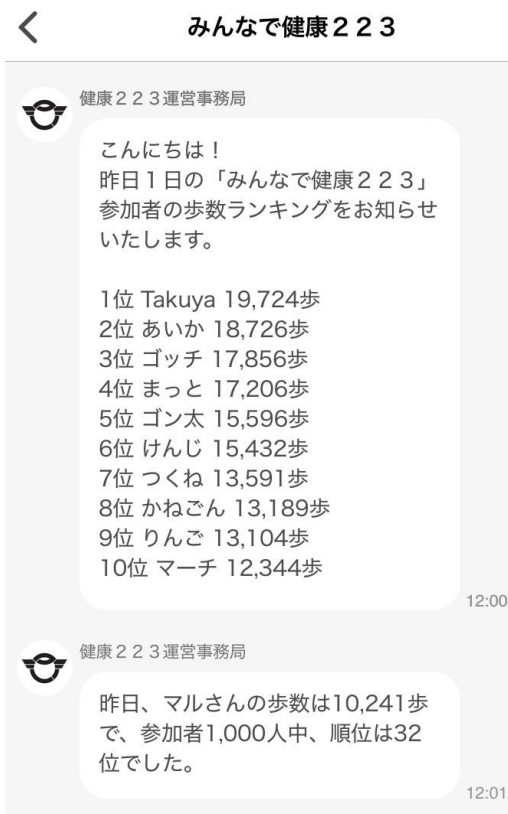 みんなで健康２２３
健康２２３運営事務局
こんにちは！
昨日１日の「みんなで健康２２３」
参加者の歩数ランキングをお知らせ
いたします。
1位 Takuya 19,724歩
2位 あいか 18,726歩
3位 ゴッチ 17,856歩
4位 まっと 17,206歩
5位 ゴン太 15,596歩
6位 けんじ 15,432歩
7位 つくね 13,591歩
8位 かねごん 13,189歩
9位 りんご 13,104歩
10位 マーチ 12,344歩
12:00
健康２２３運営事務局
昨日、マルさんの歩数は10,241歩
で、参加者1,000人中、順位は32
位でした。
12:01